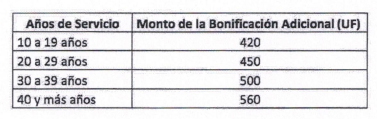 Años de Servicio Monto de la Bonificación Adicional (UF)
10 a 19 años 420
20 a 29 años 450
30 a 39 años 500
40 y más años 560